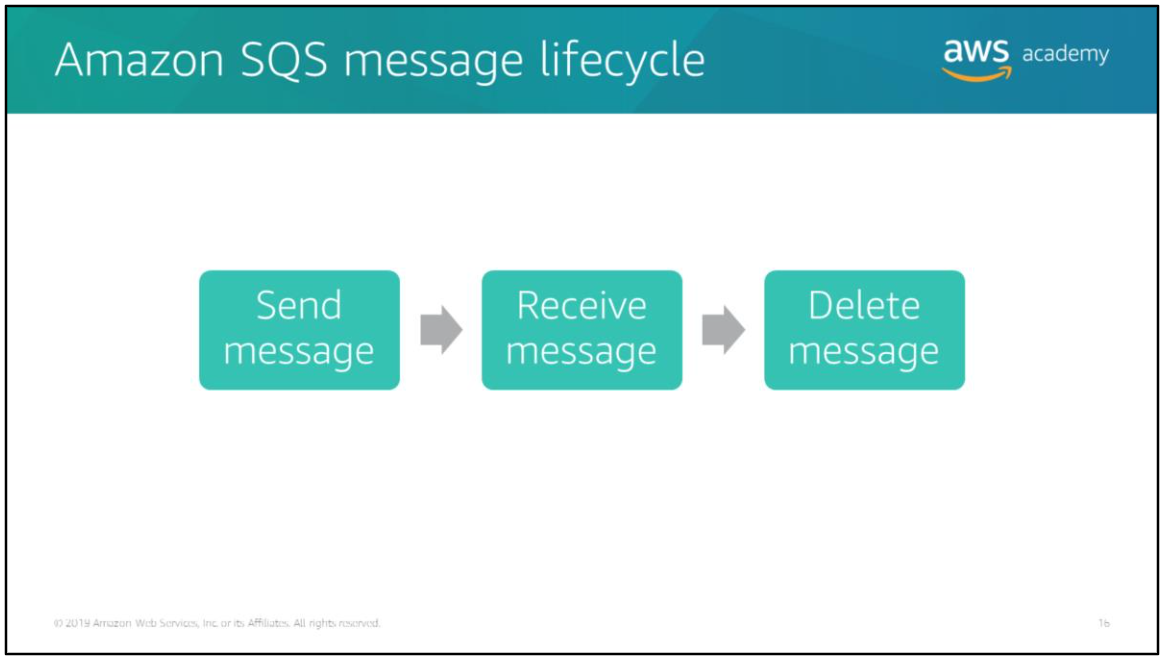 Amazon SQS message lifecycle
aws academy
Send
message
Receive
message
Delete
message
© 2019 Amazon Web Services, Inc. or its Affiliates. All rights reserved.
16